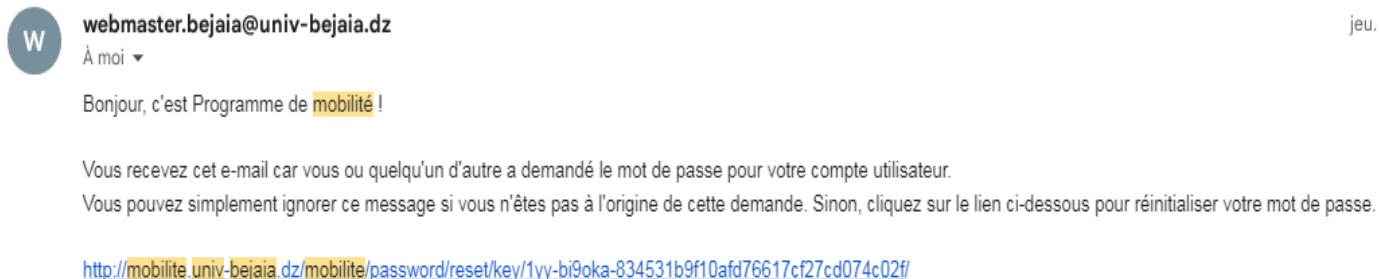 W
webmaster.bejaia@univ-bejaia.dz
jeu.
À moi
Bonjour, c'est Programme de mobilité !
Vous recevez cet e-mail car vous ou quelqu'un d'autre a demandé le mot de passe pour votre compte utilisateur.
Vous pouvez simplement ignorer ce message si vous n'êtes pas à l'origine de cette demande. Sinon, cliquez sur le lien ci-dessous pour réinitialiser votre mot de passe.
http://mobilite.univ-bejaia.dz/mobilite/password/reset/key/1yy-bi9oka-834531b9f10afd76617cf27cd074c02f/